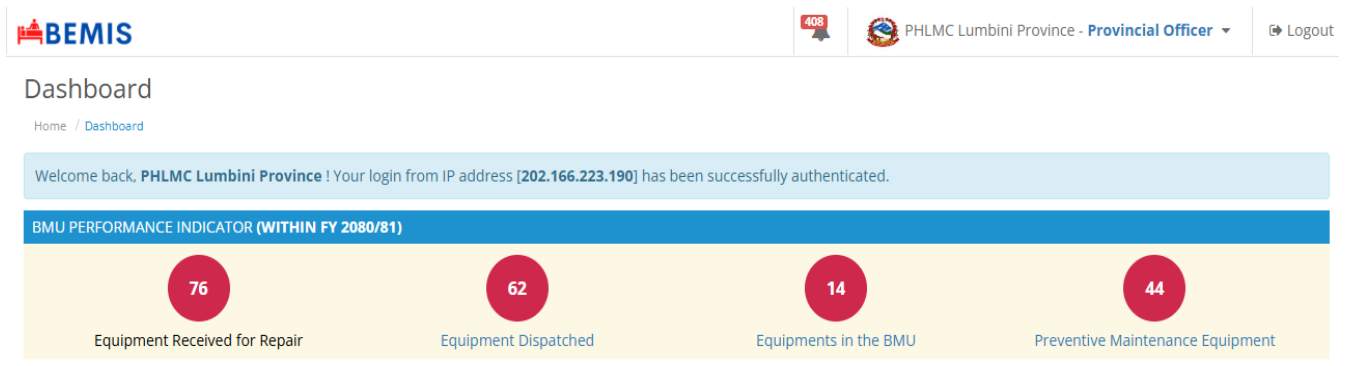 BEMIS
408
PHLMC Lumbini Province - Provincial Officer
Logout
Dashboard
Home / Dashboard
Welcome back, PHLMC Lumbini Province ! Your login from IP address [202.166.223.190] has been successfully authenticated.
BMU PERFORMANCE INDICATOR (WITHIN FY 2080/81)
76
Equipment Received for Repair
62
Equipment Dispatched
14
Equipments in the BMU
44
Preventive Maintenance Equipment